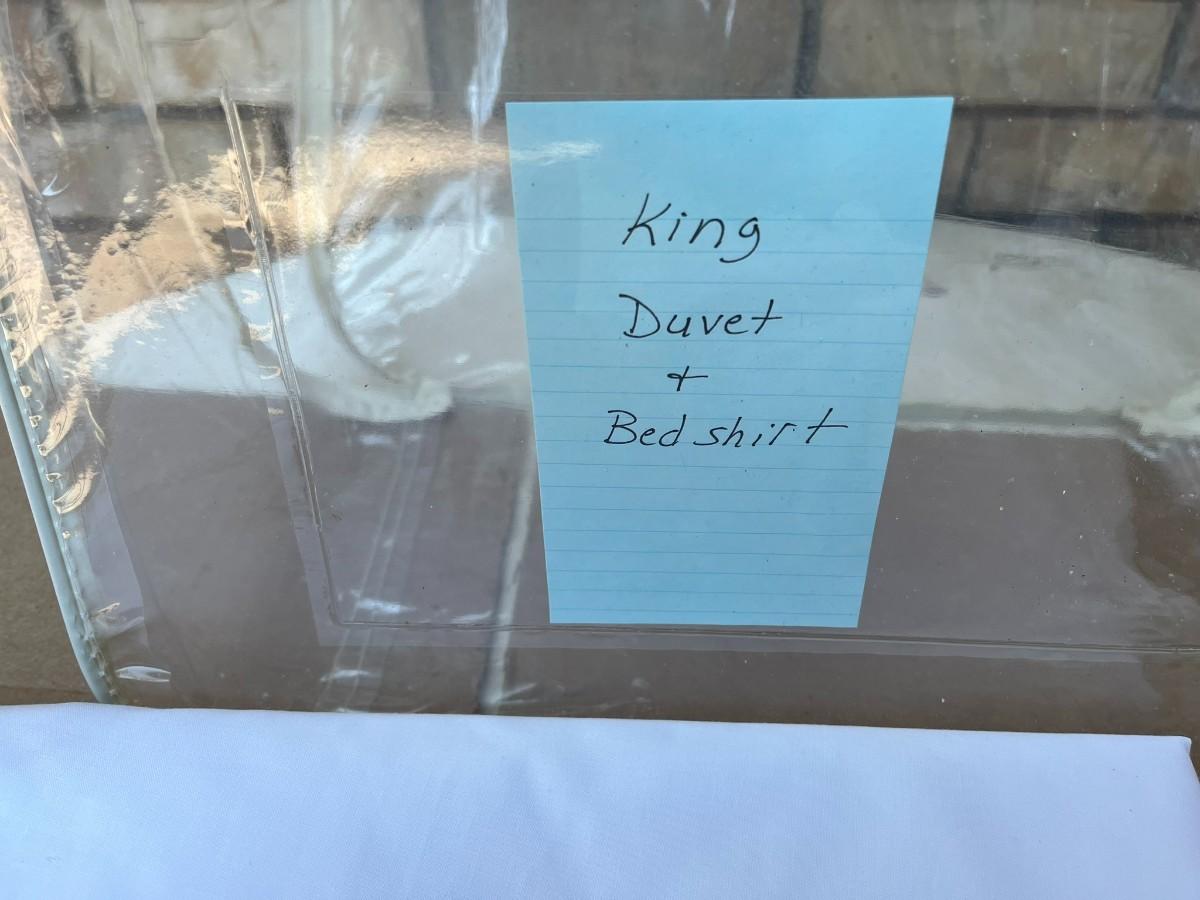 King
Duvet
+
Bed shirt